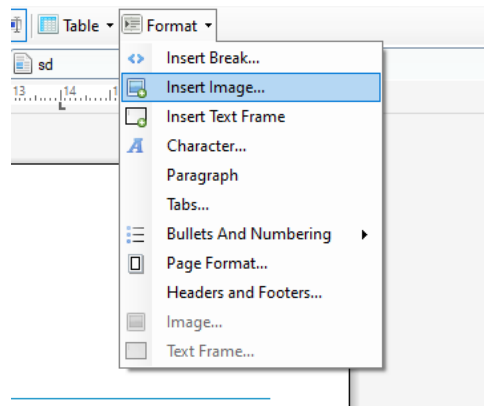 Table Format
sd
13 14 1
Insert Break...
Insert Image...
Insert Text Frame
Character...
Paragraph
Tabs...
Bullets And Numbering
Page Format...
Headers and Footers...
Image...
Text Frame...